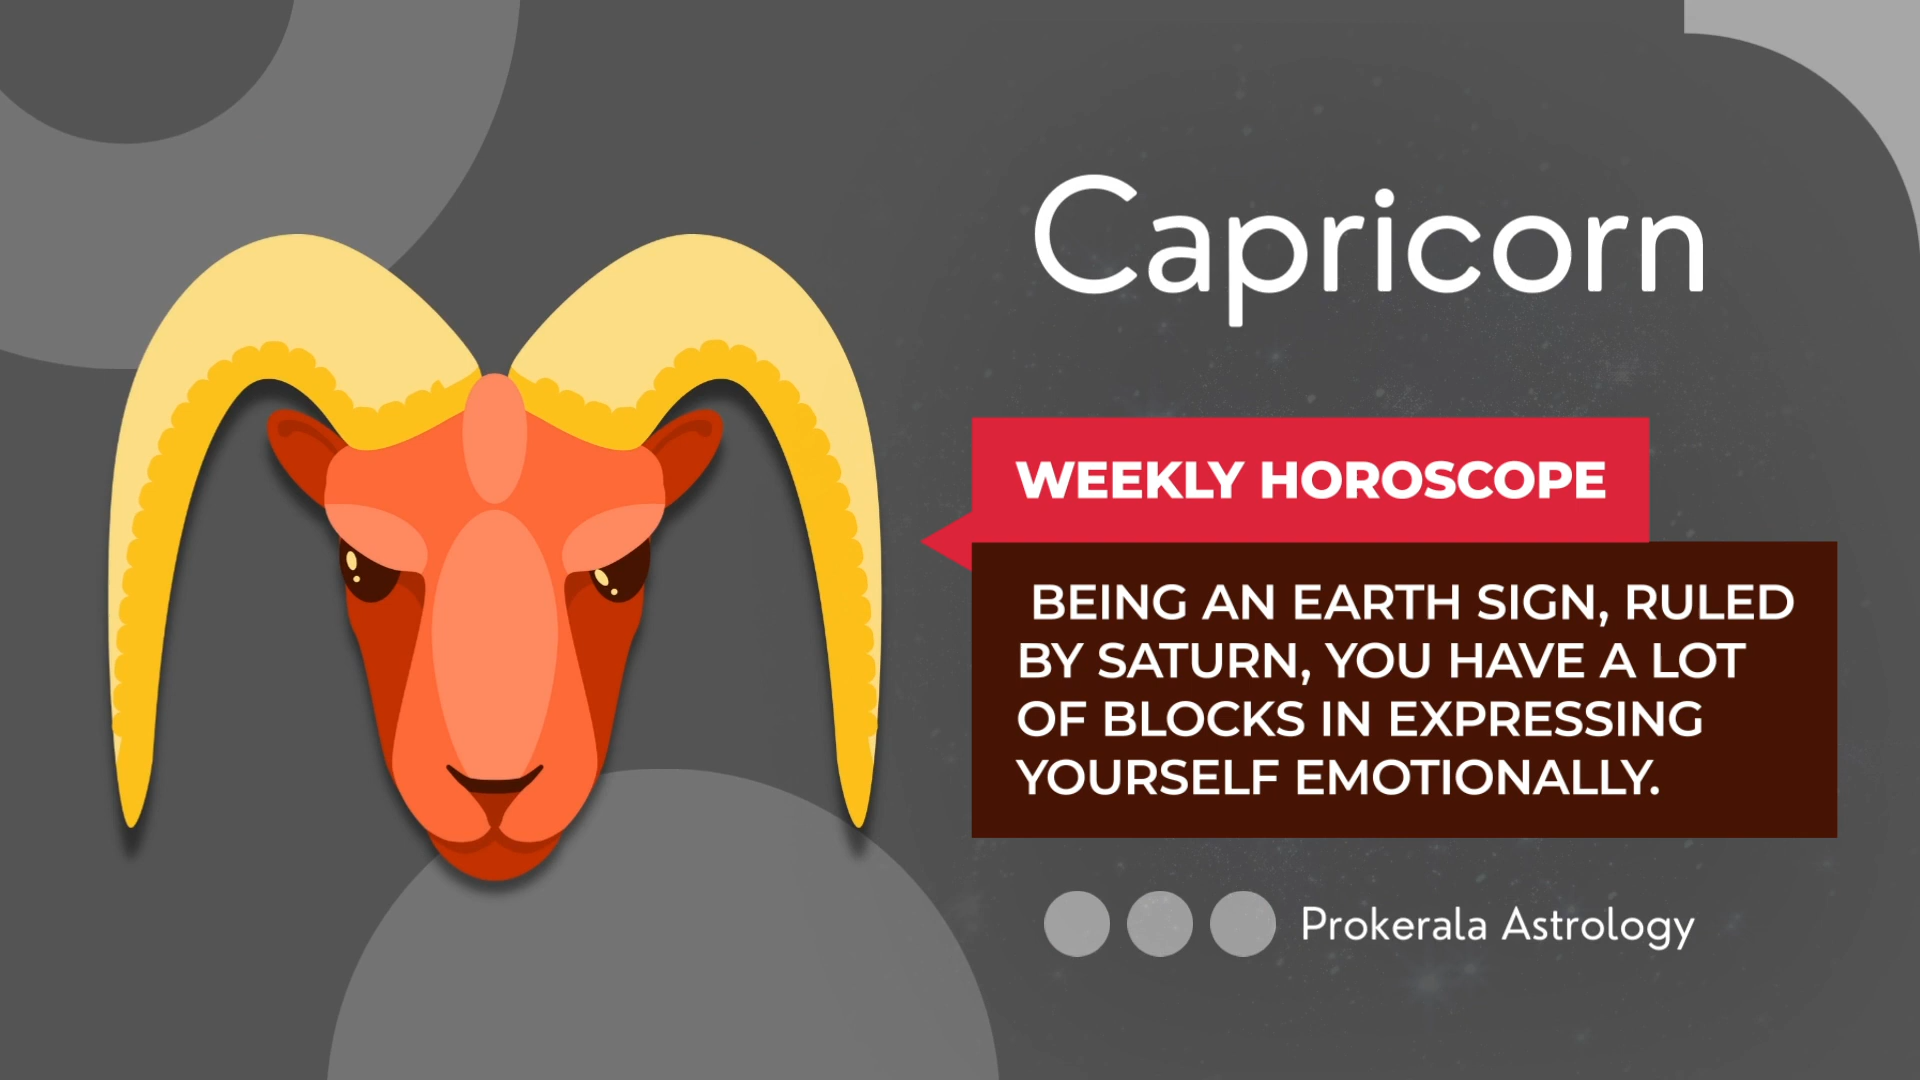 Capricorn
WEEKLY HOROSCOPE
BEING AN EARTH SIGN, RULED
BY SATURN, YOU HAVE A LOT
OF BLOCKS IN EXPRESSING
YOURSELF EMOTIONALLY.
Prokerala Astrology